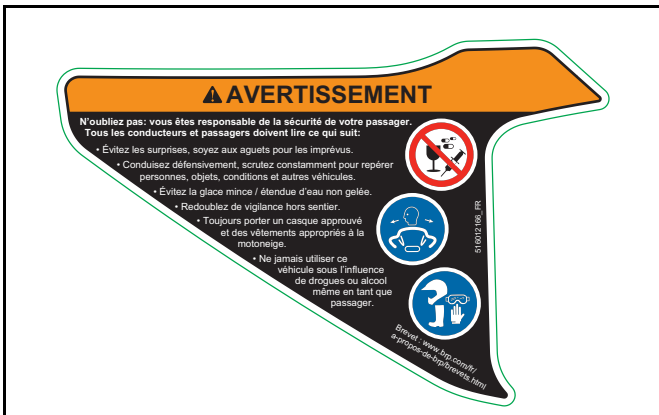 AVERTISSEMENT
N'oubliez pas: vous êtes responsable de la sécurité de votre passager.
Tous les conducteurs et passagers doivent lire ce qui suit:
• Évitez les surprises, soyez aux aguets pour les imprévus.
• Conduisez défensivement, scrutez constamment pour repérer
personnes, objets, conditions et autres véhicules.
• Évitez la glace mince / étendue d'eau non gelée.
• Redoublez de vigilance hors sentier.
• Toujours porter un casque approuvé
et des vêtements appropriés à la
motoneige.
• Ne jamais utiliser ce
véhicule sous l'influence
de drogues ou alcool
même en tant que
passager.
516012166_FR
Brevet : www.brp.com/fr/
a-propos-de-brp/brevets.html